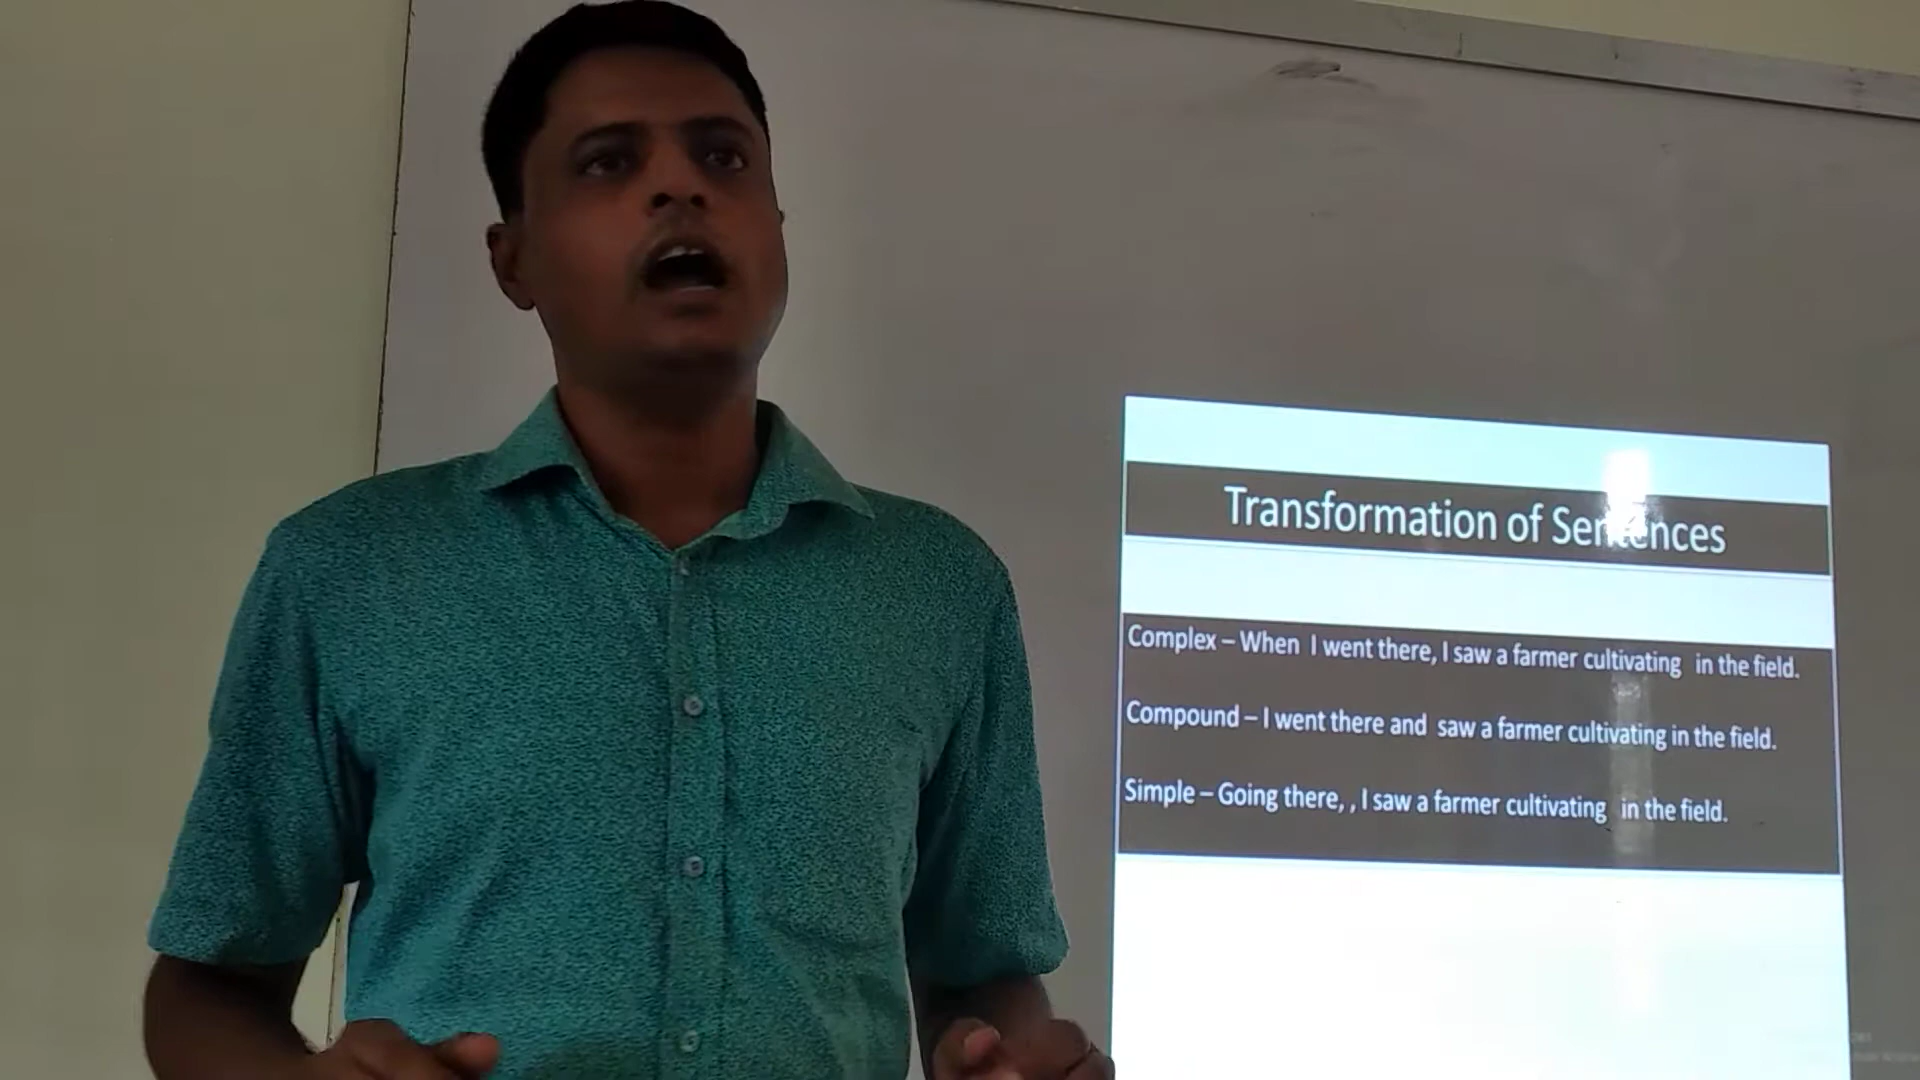 Transformation of Sentences
Complex – When I went there, I saw a farmer cultivating in the field.
Compound – I went there and saw a farmer cultivating in the field.
Simple – Going there, , I saw a farmer cultivating in the field.